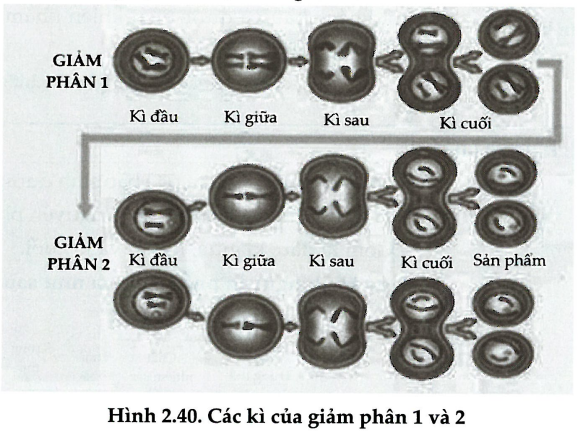 GIẢM
PHÂN 1
Kì đầu Kì giữa Kì sau Kì cuối
GIẢM
PHÂN 2
Kì đầu Kì giữa Kì sau Kì cuối Sản phẩm
Hình 2.40. Các kì của giảm phân 1 và 2